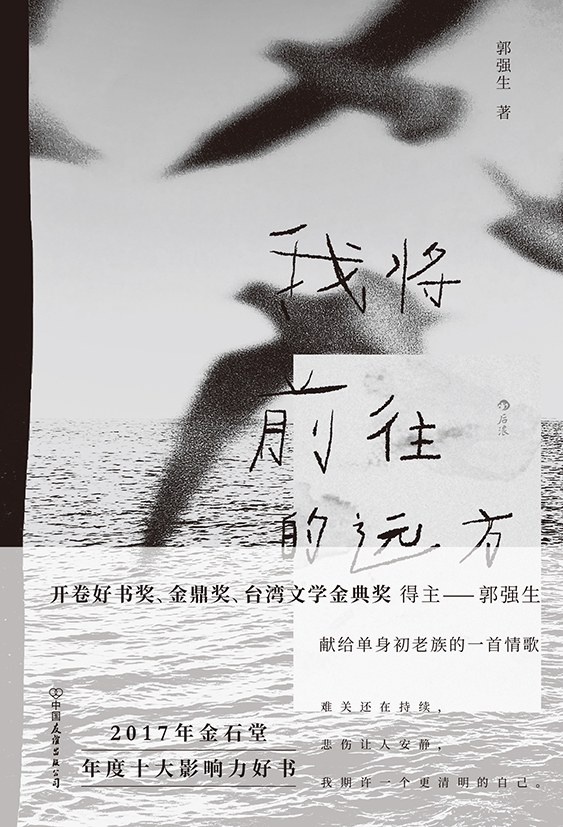 郭强生 著
我将
前往
的远方
后浪
开卷好书奖、金鼎奖、台湾文学金典奖 得主——郭强生
献给单身初老族的一首情歌
难关还在持续，
悲伤让人安静，
我期许一个更清明的自己。
2017年金石堂
年度十大影响力好书
中国友谊出版公司